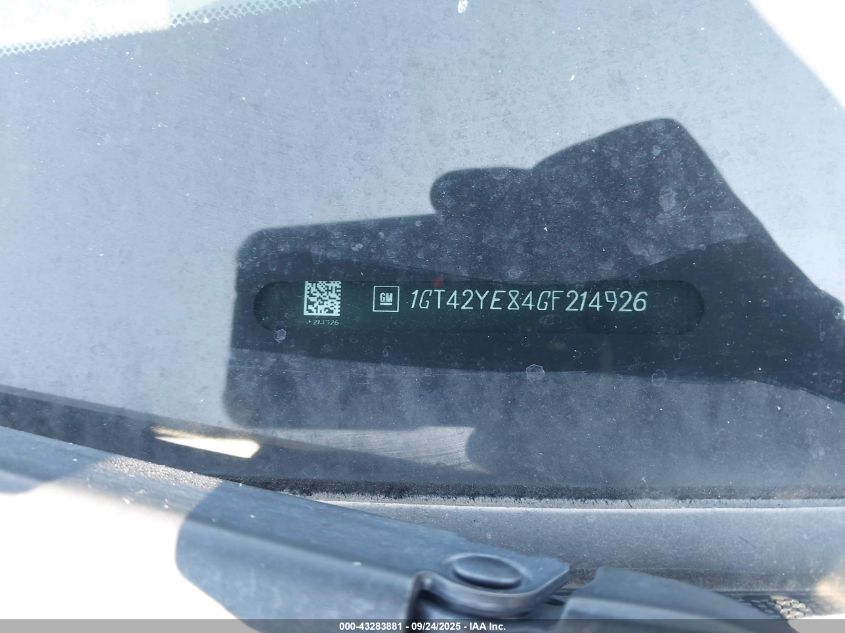 GM 1GT42YE84GF214926
000-43283881 | 09/24/2025 - IAA Inc.